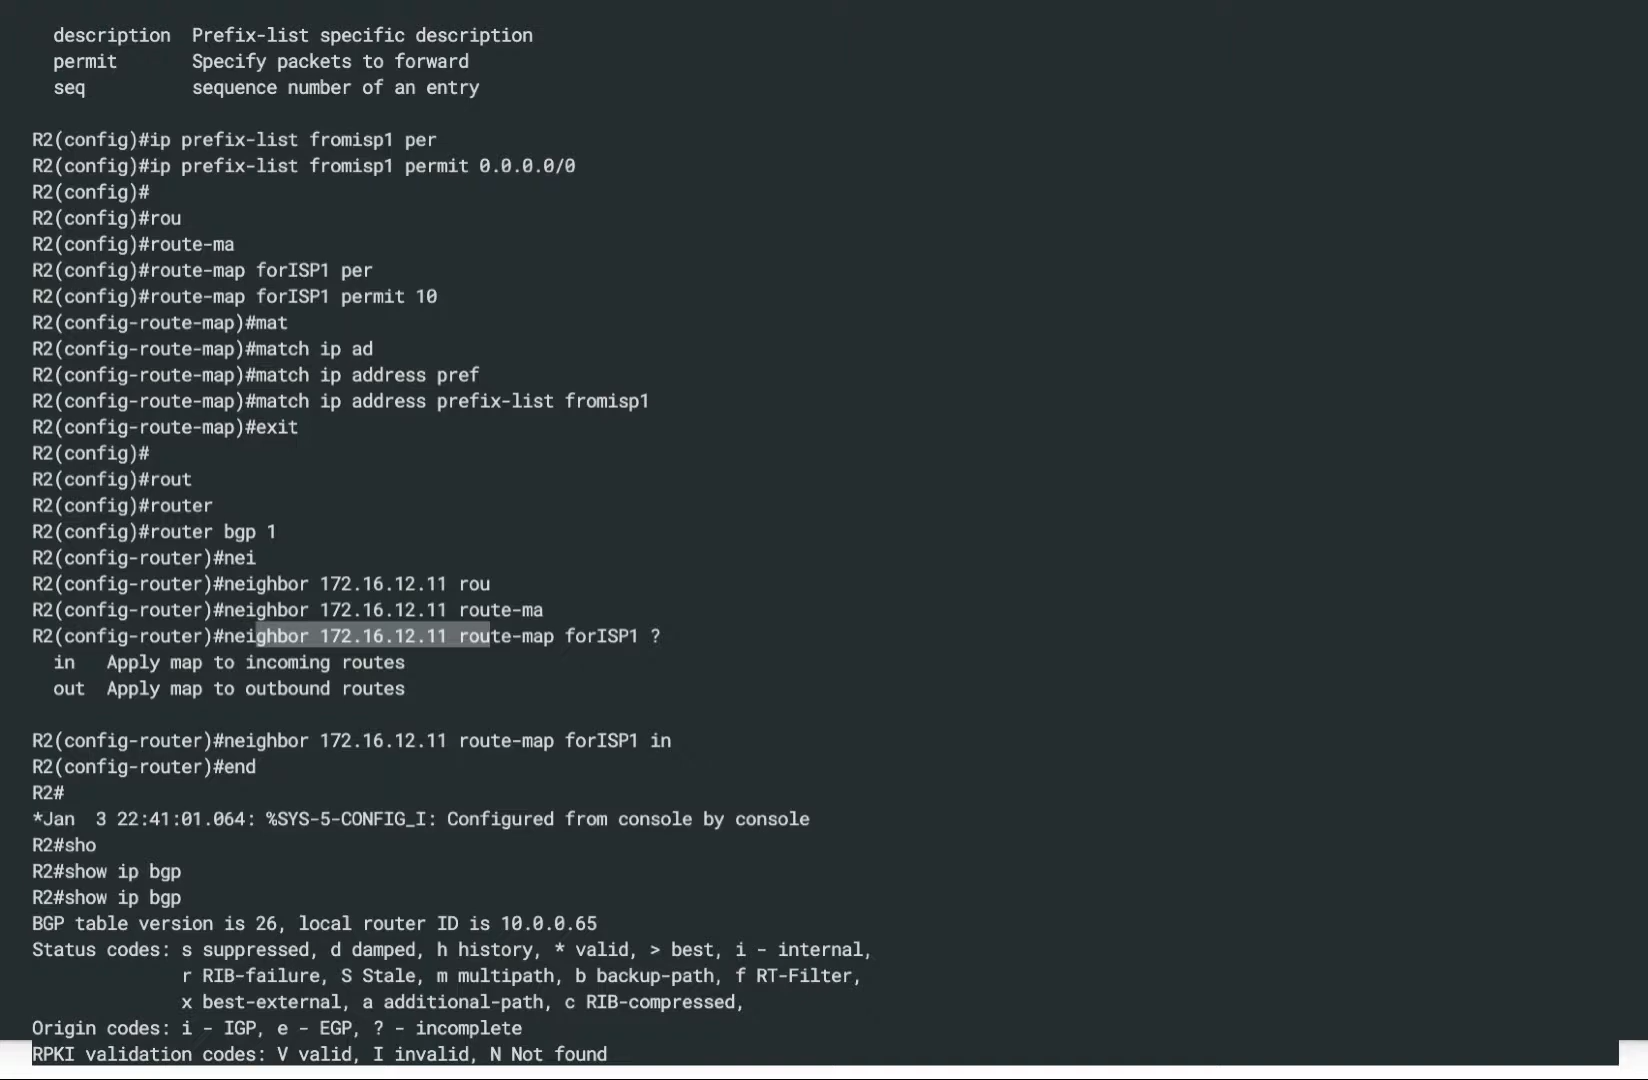 description  Prefix-list specific description
permit       Specify packets to forward
seq          sequence number of an entry
R2(config)#ip prefix-list fromisp1 per
R2(config)#ip prefix-list fromisp1 permit 0.0.0.0/0
R2(config)#
R2(config)#rou
R2(config)#route-ma
R2(config)#route-map forISP1 per
R2(config)#route-map forISP1 permit 10
R2(config-route-map)#mat
R2(config-route-map)#match ip ad
R2(config-route-map)#match ip address pref
R2(config-route-map)#match ip address prefix-list fromisp1
R2(config-route-map)#exit
R2(config)#
R2(config)#rout
R2(config)#router
R2(config)#router bgp 1
R2(config-router)#nei
R2(config-router)#neighbor 172.16.12.11 rou
R2(config-router)#neighbor 172.16.12.11 route-ma
R2(config-router)#neighbor 172.16.12.11 route-map forISP1 ?
in   Apply map to incoming routes
out  Apply map to outbound routes
R2(config-router)#neighbor 172.16.12.11 route-map forISP1 in
R2(config-router)#end
R2#
*Jan  3 22:41:01.064: %SYS-5-CONFIG_I: Configured from console by console
R2#sho
R2#show ip bgp
R2#show ip bgp
BGP table version is 26, local router ID is 10.0.0.65
Status codes: s suppressed, d damped, h history, * valid, > best, i - internal,
r RIB-failure, S Stale, m multipath, b backup-path, f RT-Filter,
x best-external, a additional-path, c RIB-compressed,
Origin codes: i - IGP, e - EGP, ? - incomplete
RPKI validation codes: V valid, I invalid, N Not found